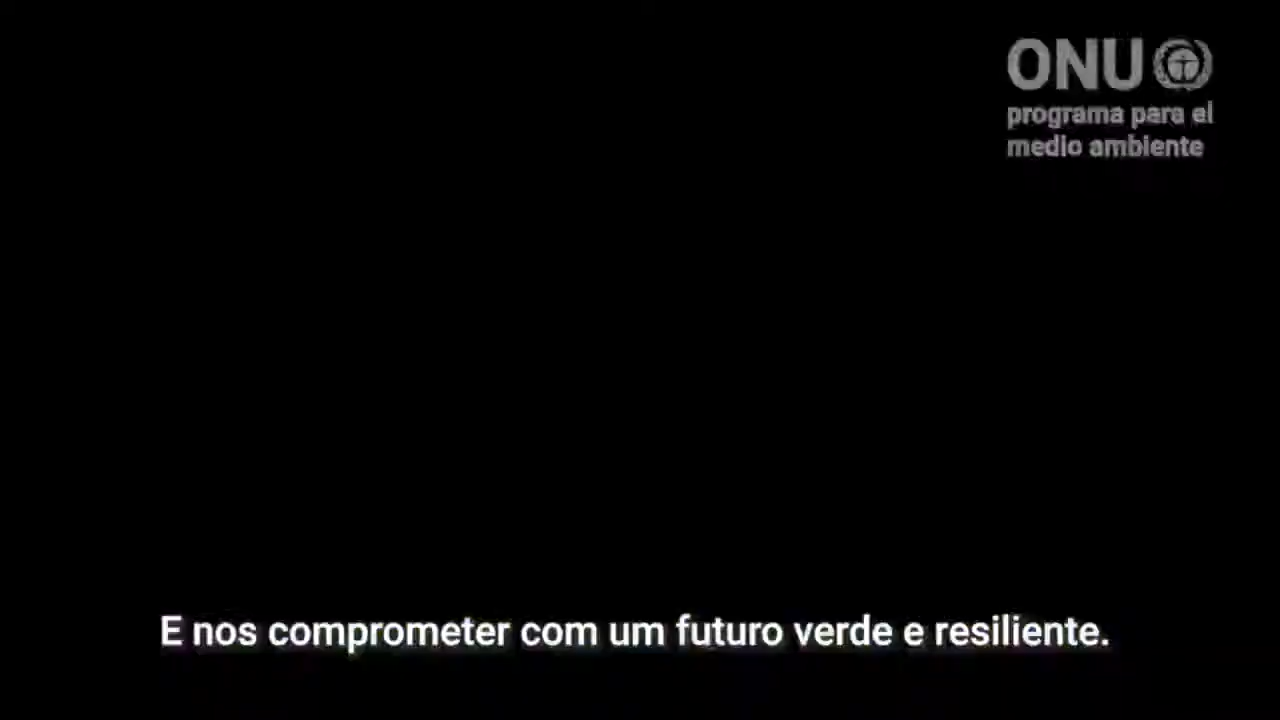 ONU
programa para el
medio ambiente
E nos comprometer com um futuro verde e resiliente.